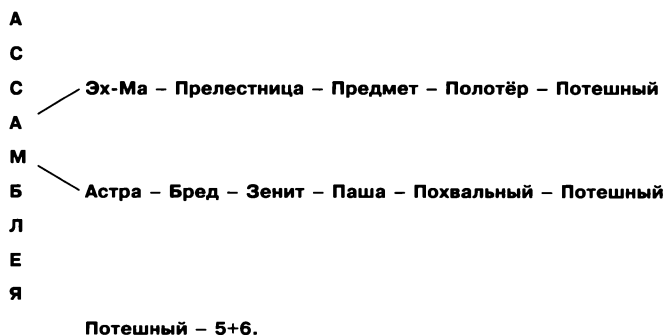 А
С
С
Эх-Ма – Прелестница – Предмет – Полотёр – Потешный
А
М
Б
Астра – Бред – Зенит – Паша – Похвальный – Потешный
Л
Е
Я
Потешный – 5+6.